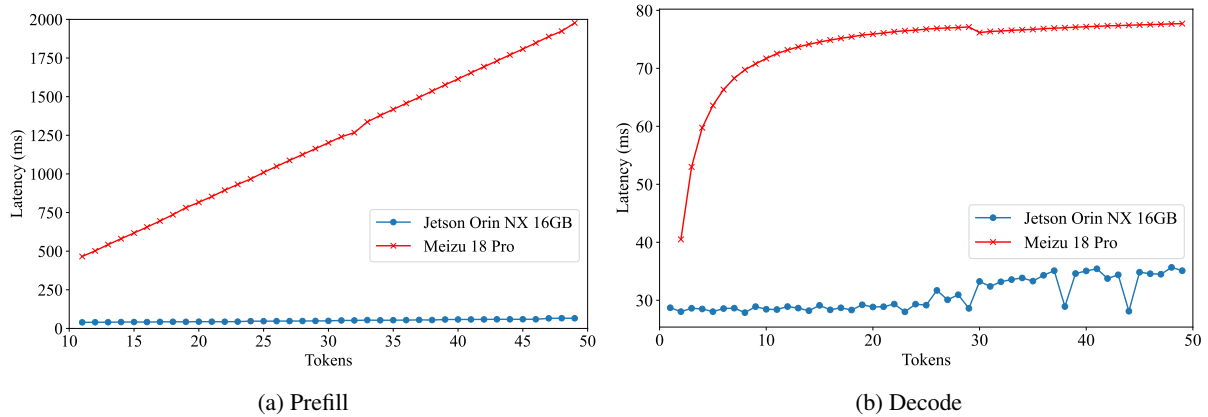 2000
1750
1500
1250
1000
750
500
250
0
Latency (ms)
Jetson Orin NX 16GB
Meizu 18 Pro
10 15 20 25 30 35 40 45 50
Tokens
(a) Prefill
80
70
60
50
40
30
Latency (ms)
Jetson Orin NX 16GB
Meizu 18 Pro
0 10 20 30 40 50
Tokens
(b) Decode